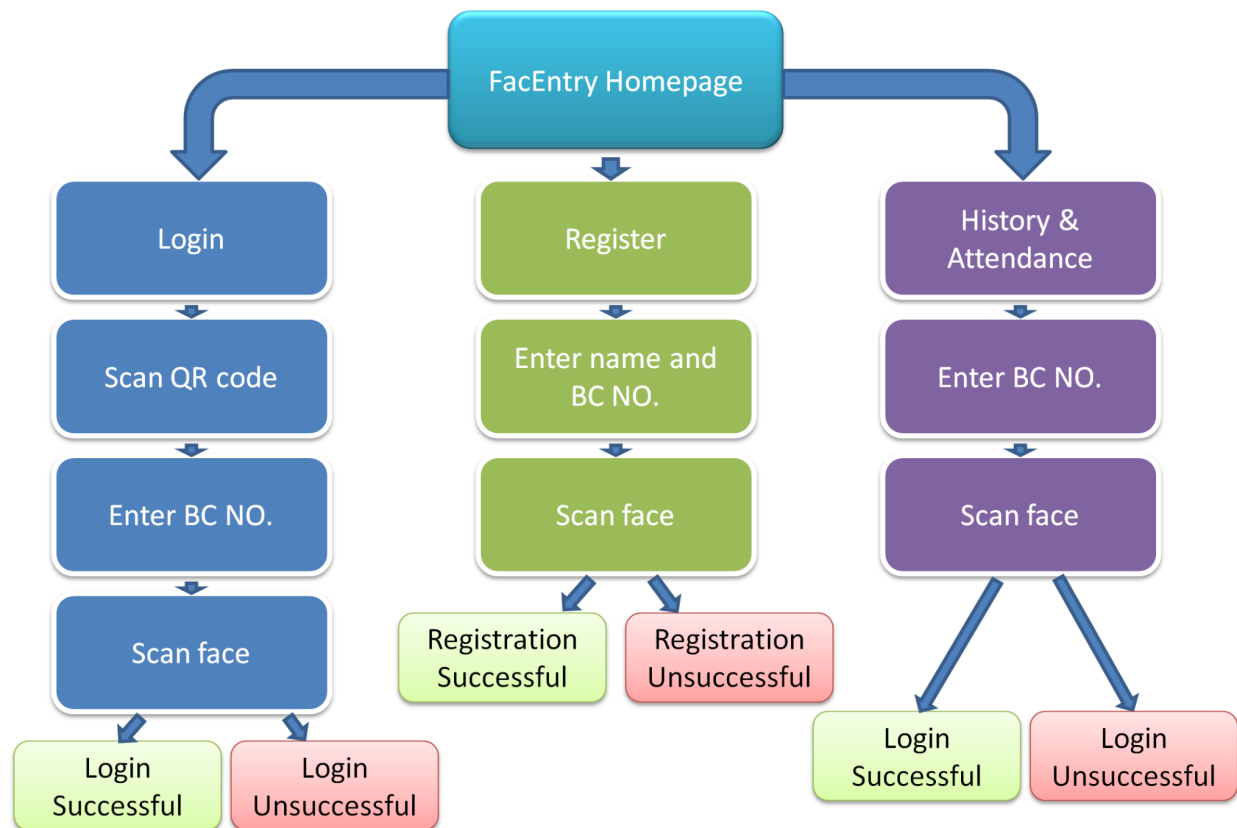 FacEntry Homepage
Login
Scan QR code
Enter BC NO.
Scan face
Login
Successful
Login
Unsuccessful
Register
Enter name and
BC NO.
Scan face
Registration
Successful
Registration
Unsuccessful
History &
Attendance
Enter BC NO.
Scan face
Login
Successful
Login
Unsuccessful